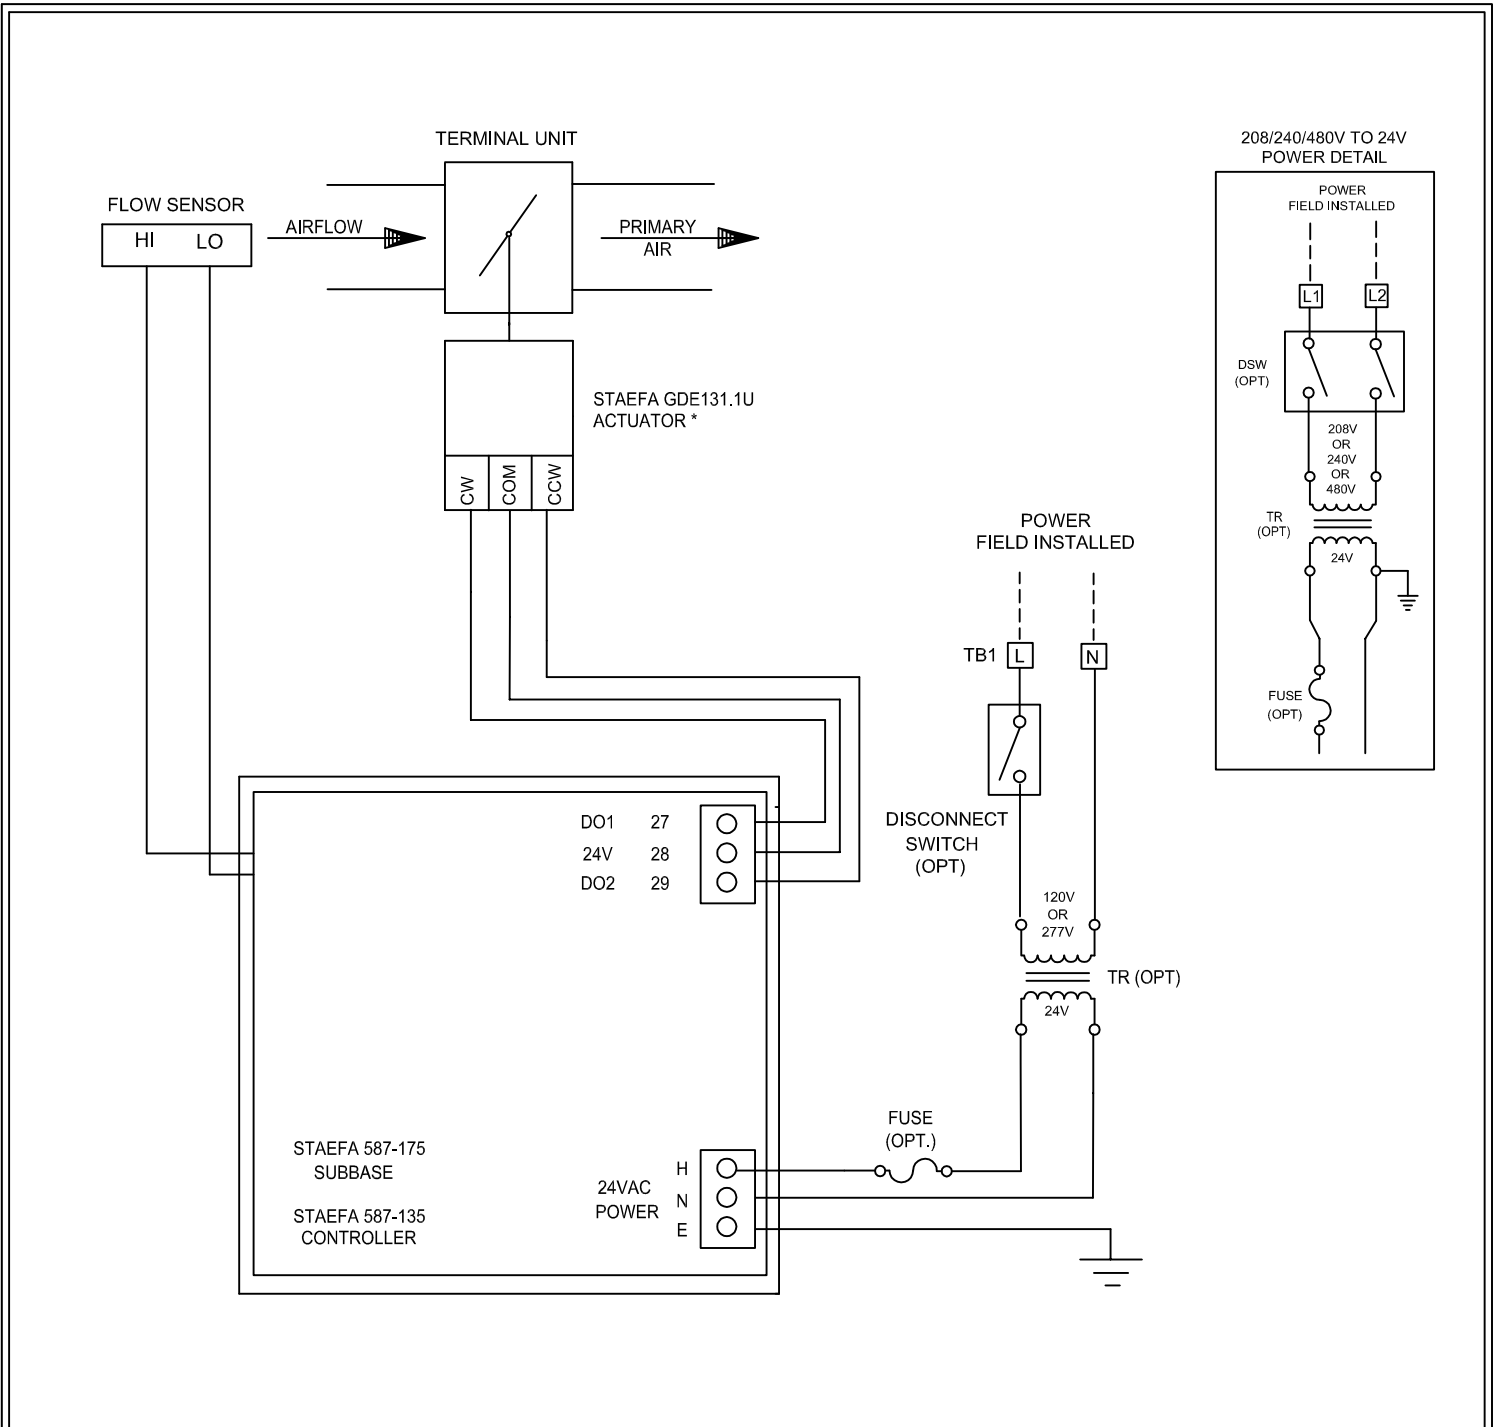 TERMINAL UNIT
208/240/480V TO 24V
POWER DETAIL
FLOW SENSOR
HI LO
AIRFLOW
PRIMARY
AIR
POWER
FIELD INSTALLED
L1 L2
DSW
(OPT)
208V
OR
240V
OR
480V
TR
(OPT)
24V
FUSE
(OPT)
STAEFA GDE131.1U
ACTUATOR *
CW
COM
CCW
POWER
FIELD INSTALLED
TB1 L N
DISCONNECT
SWITCH
(OPT)
120V
OR
277V
TR (OPT)
24V
DO1 27
24V 28
DO2 29
FUSE
(OPT.)
STAEFA 587-175
SUBBASE
STAEFA 587-135
CONTROLLER
24VAC
POWER
H
N
E